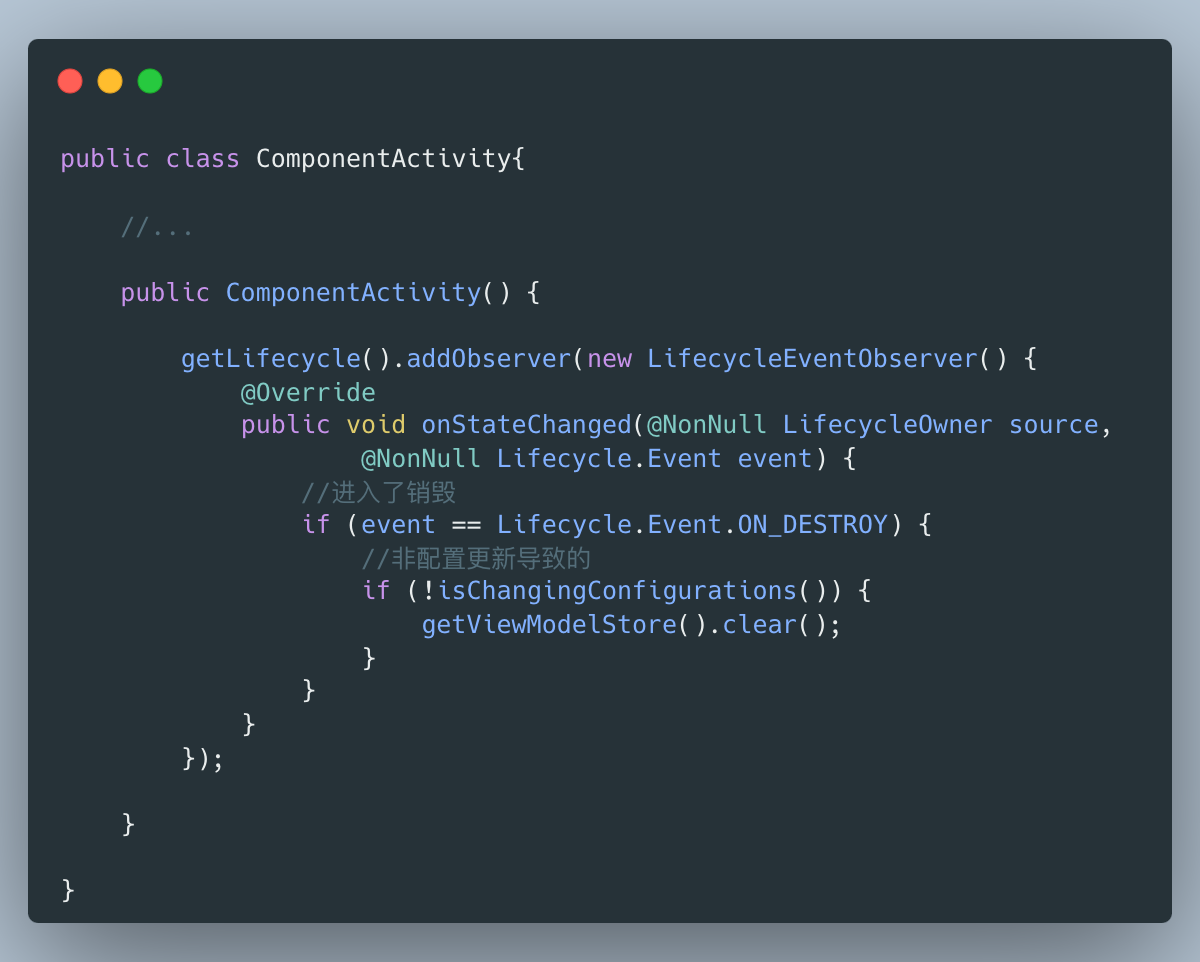 public class ComponentActivity{
//...
public ComponentActivity() {
getLifecycle().addObserver(new LifecycleEventObserver() {
@Override
public void onStateChanged(@NonNull LifecycleOwner source,
@NonNull Lifecycle.Event event) {
//进入了销毁
if (event == Lifecycle.Event.ON_DESTROY) {
//非配置更新导致的
if (!isChangingConfigurations()) {
getViewModelStore().clear();
}
}
}
});
}
}